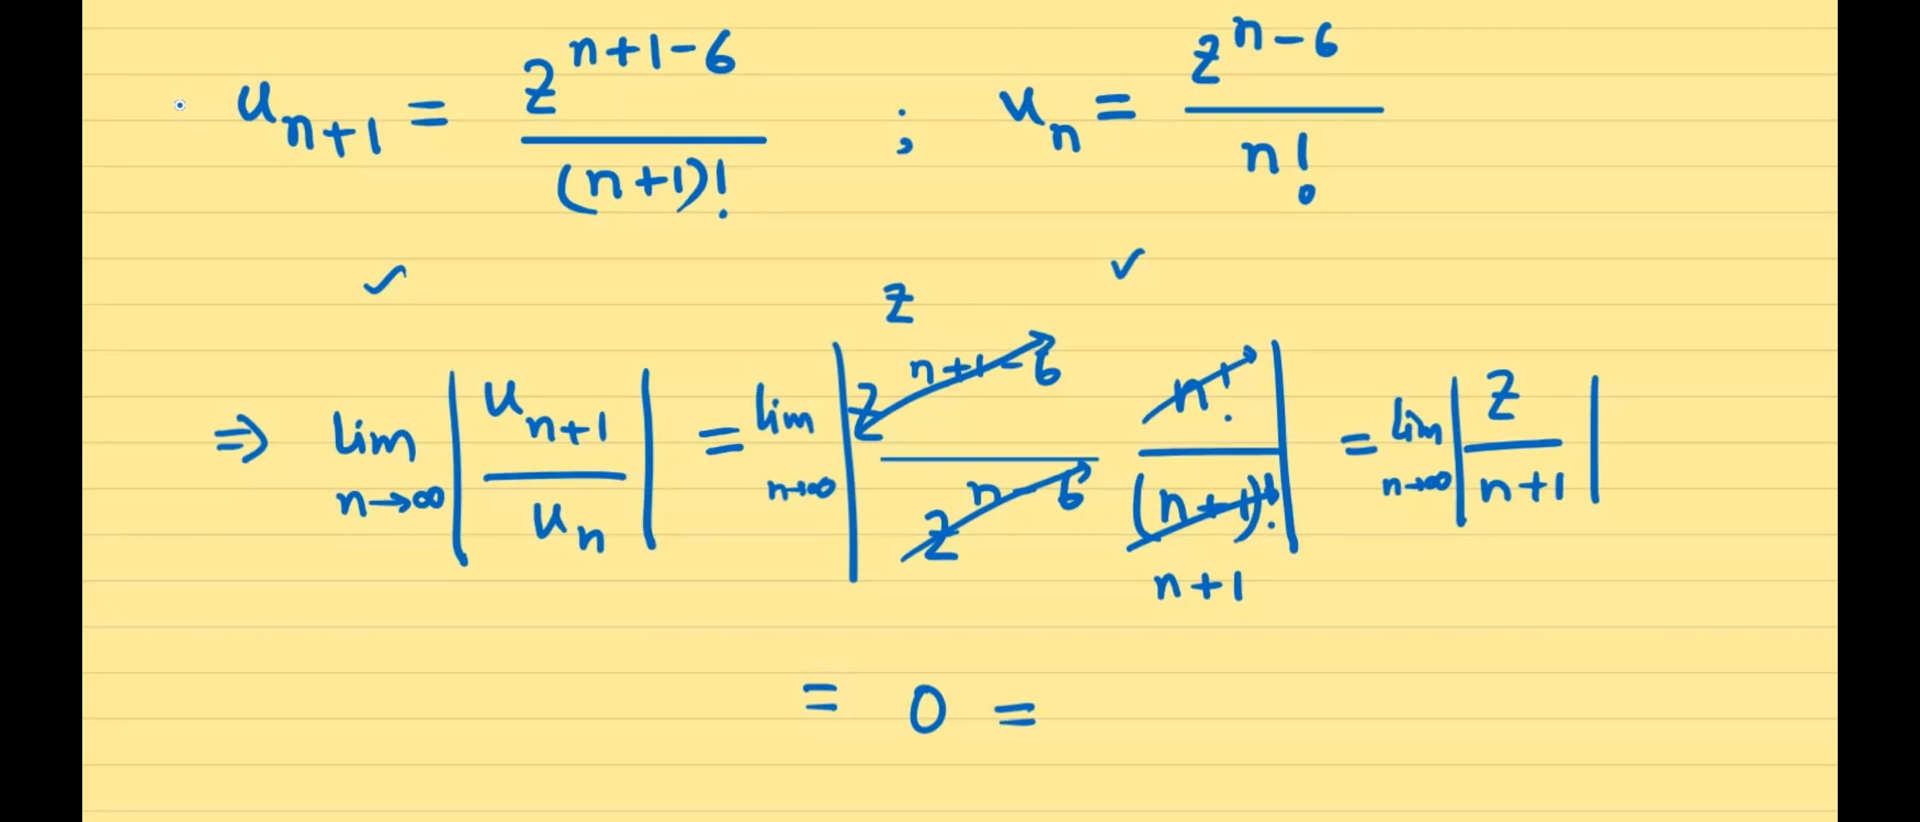 u_{n+1} = z^{n+1-6} / (n+1)! ; u_n = z^{n-6} / n!
✓ ✓
⇒ lim_{n→∞} | u_{n+1} / u_n | = lim_{n→∞} | z^{n+1-6} / z^{n-6} n! / (n+1)! | = lim_{n→∞} | z / n+1 |
z
n+1
= 0 =